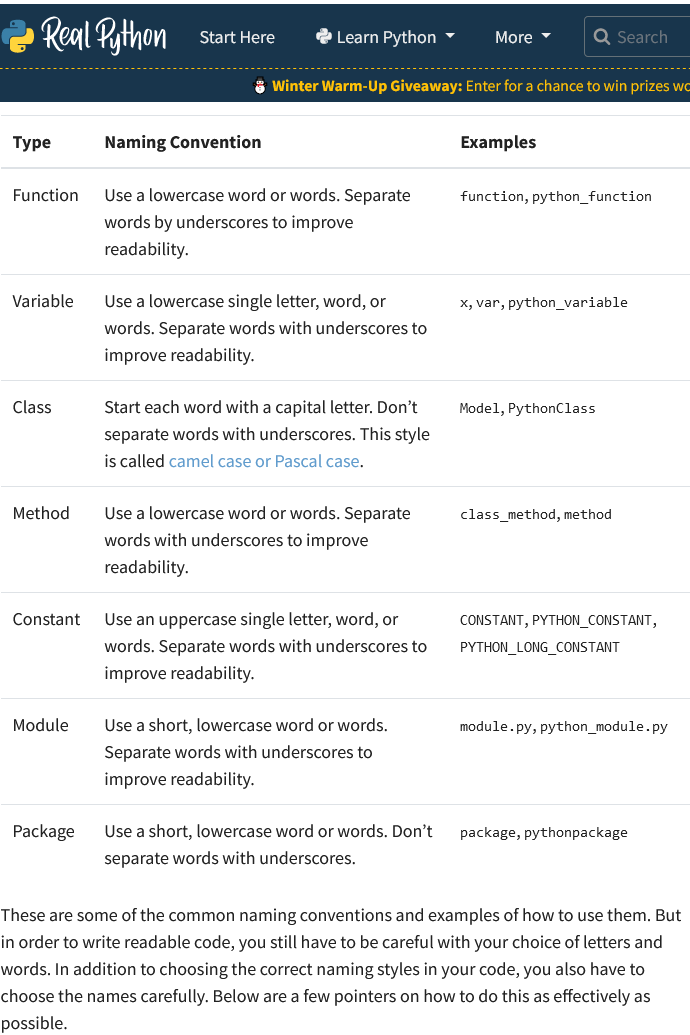 Real Python Start Here Learn Python More Search
Winter Warm-Up Giveaway: Enter for a chance to win prizes wo
Type Naming Convention Examples
Function Use a lowercase word or words. Separate function, python_function
words by underscores to improve
readability.
Variable Use a lowercase single letter, word, or x, var, python_variable
words. Separate words with underscores to
improve readability.
Class Start each word with a capital letter. Don’t Model, PythonClass
separate words with underscores. This style
is called camel case or Pascal case.
Method Use a lowercase word or words. Separate class_method, method
words with underscores to improve
readability.
Constant Use an uppercase single letter, word, or CONSTANT, PYTHON_CONSTANT,
words. Separate words with underscores to PYTHON_LONG_CONSTANT
improve readability.
Module Use a short, lowercase word or words. module.py, python_module.py
Separate words with underscores to
improve readability.
Package Use a short, lowercase word or words. Don’t package, pythonpackage
separate words with underscores.
These are some of the common naming conventions and examples of how to use them. But
in order to write readable code, you still have to be careful with your choice of letters and
words. In addition to choosing the correct naming styles in your code, you also have to
choose the names carefully. Below are a few pointers on how to do this as effectively as
possible.